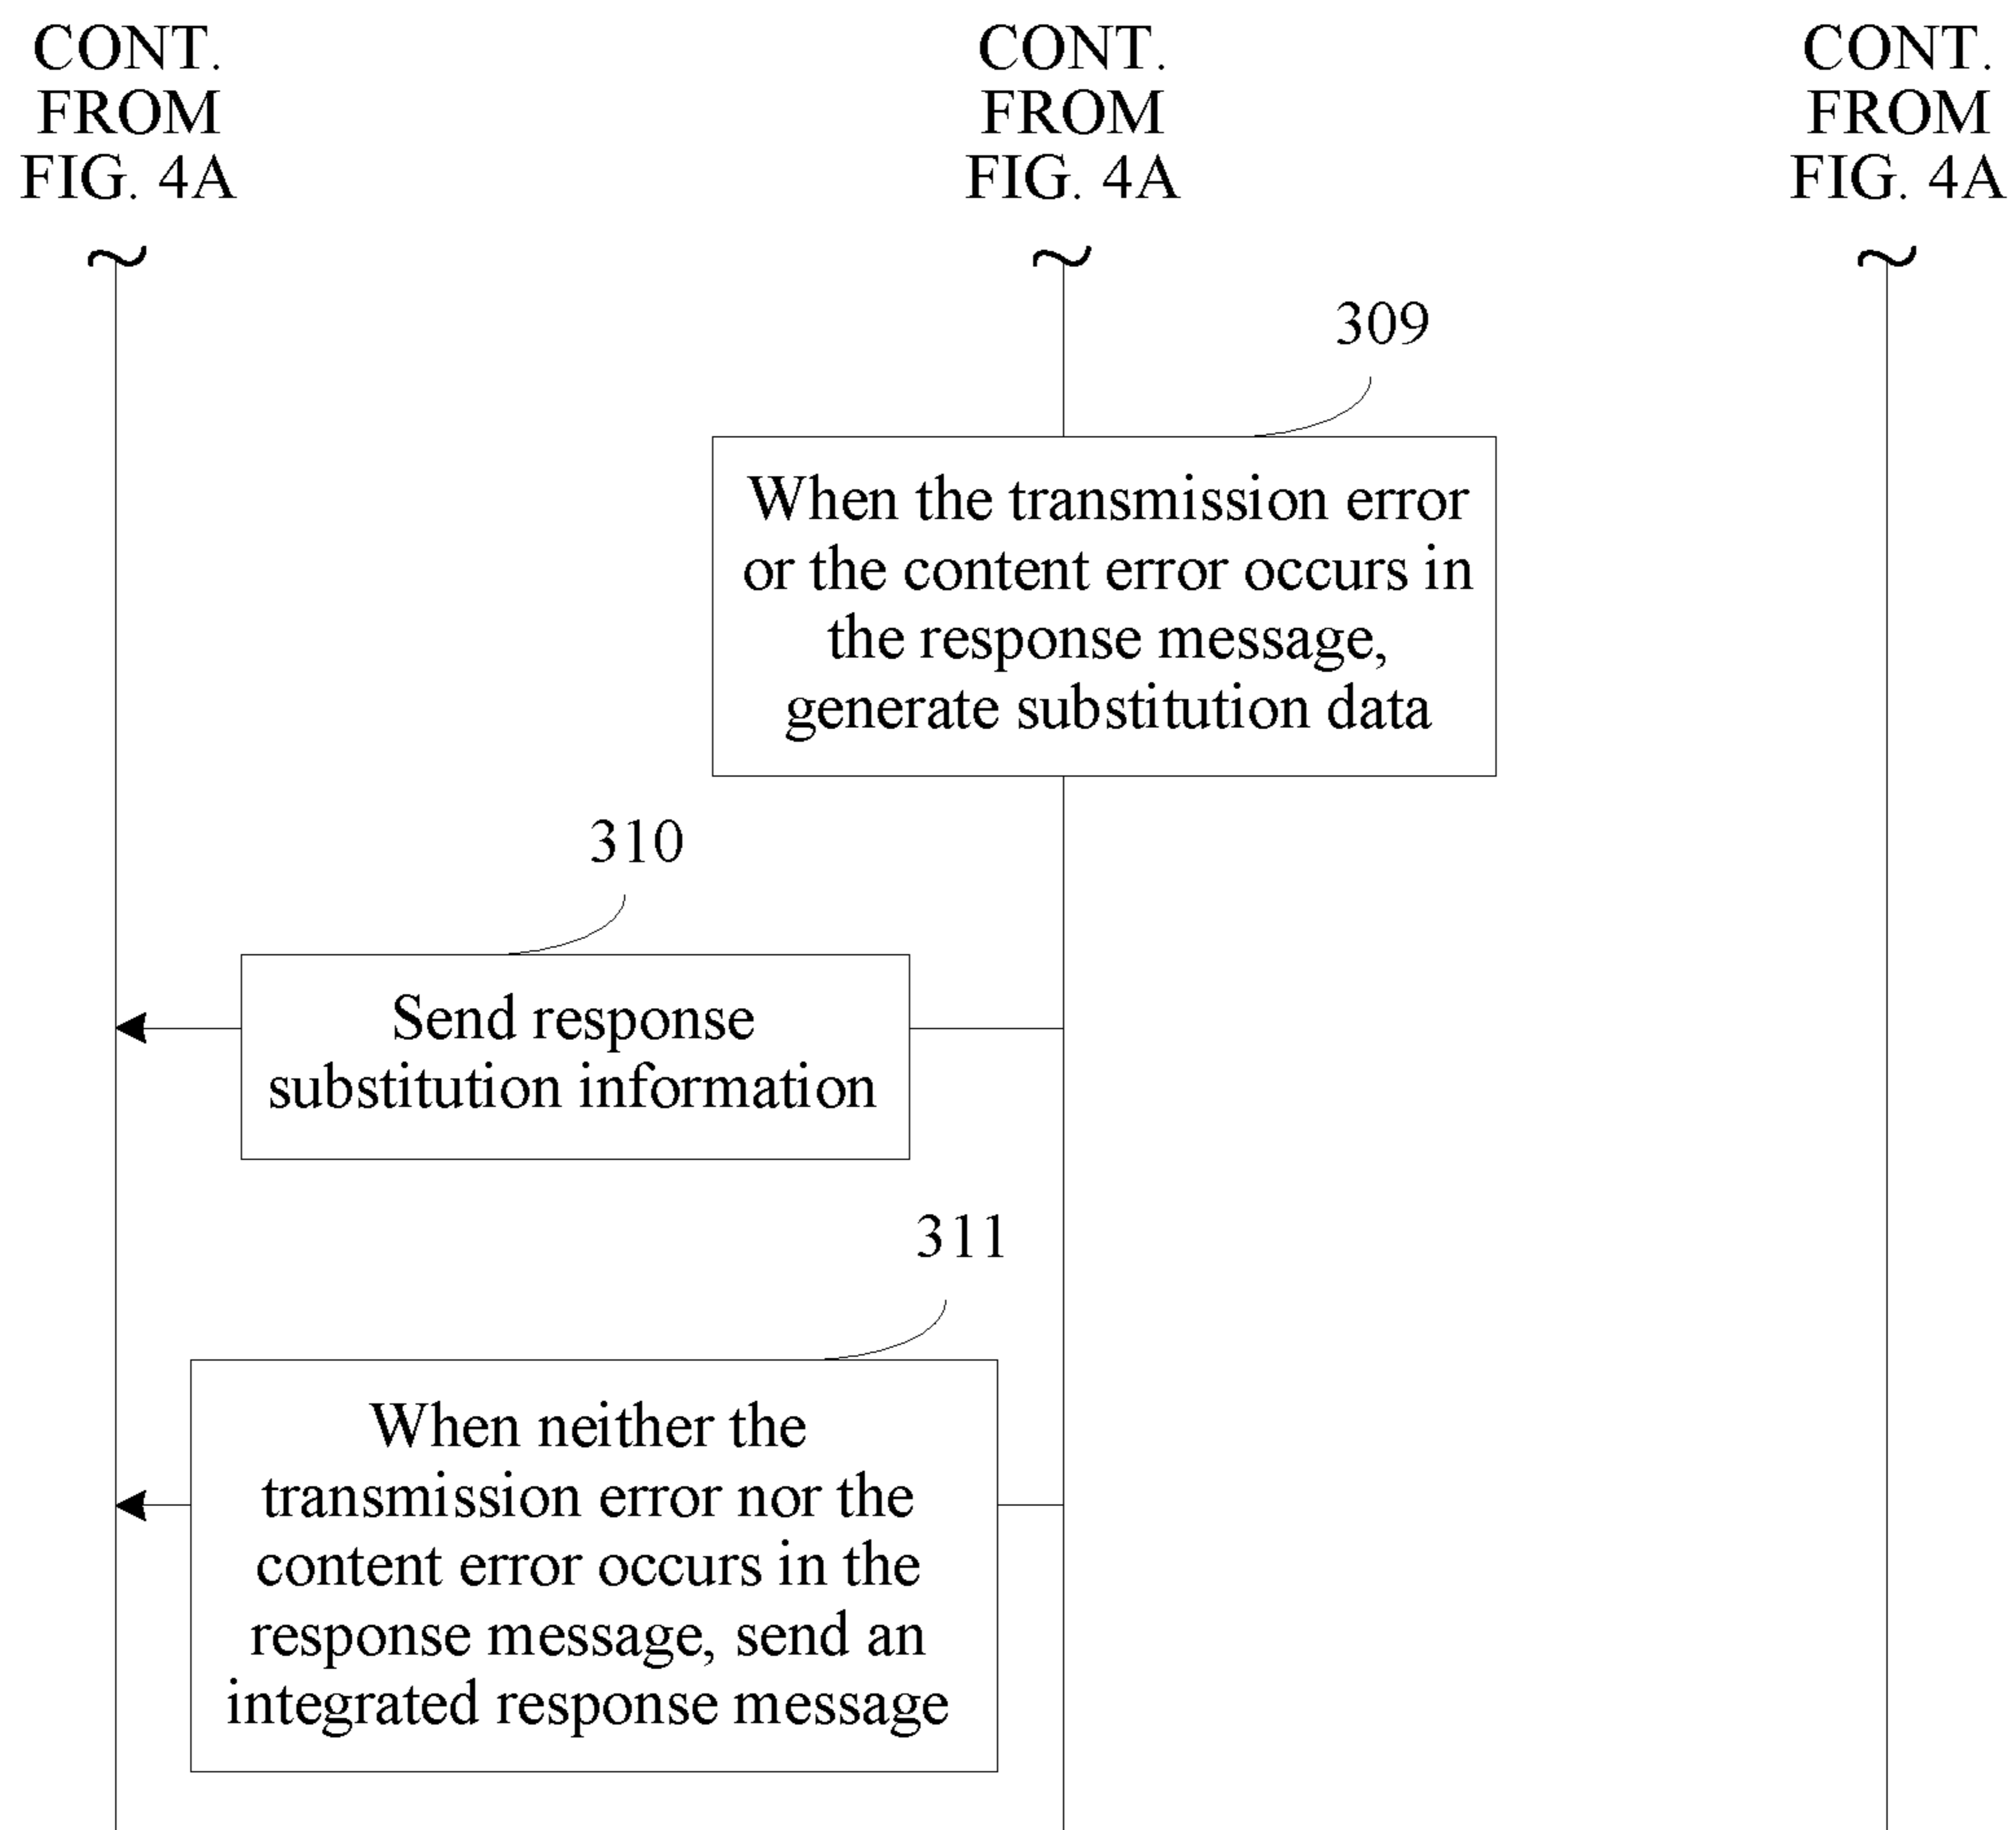 CONT.
FROM
FIG. 4A
CONT.
FROM
FIG. 4A
CONT.
FROM
FIG. 4A
309
When the transmission error
or the content error occurs in
the response message,
generate substitution data
310
Send response
substitution information
311
When neither the
transmission error nor the
content error occurs in the
response message, send an
integrated response message